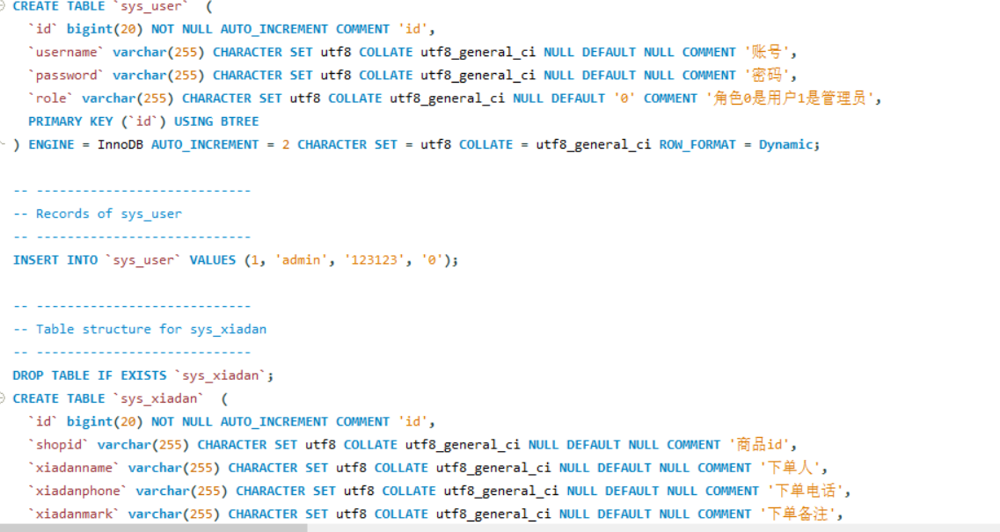 CREATE TABLE `sys_user`  (
  `id` bigint(20) NOT NULL AUTO_INCREMENT COMMENT 'id',
  `username` varchar(255) CHARACTER SET utf8 COLLATE utf8_general_ci NULL DEFAULT NULL COMMENT '账号',
  `password` varchar(255) CHARACTER SET utf8 COLLATE utf8_general_ci NULL DEFAULT NULL COMMENT '密码',
  `role` varchar(255) CHARACTER SET utf8 COLLATE utf8_general_ci NULL DEFAULT '0' COMMENT '角色0是用户1是管理员',
  PRIMARY KEY (`id`) USING BTREE
) ENGINE = InnoDB AUTO_INCREMENT = 2 CHARACTER SET = utf8 COLLATE = utf8_general_ci ROW_FORMAT = Dynamic;
-- ----------------------------
-- Records of sys_user
-- ----------------------------
INSERT INTO `sys_user` VALUES (1, 'admin', '123123', '0');
-- ----------------------------
-- Table structure for sys_xiadan
-- ----------------------------
DROP TABLE IF EXISTS `sys_xiadan`;
CREATE TABLE `sys_xiadan`  (
  `id` bigint(20) NOT NULL AUTO_INCREMENT COMMENT 'id',
  `shopid` varchar(255) CHARACTER SET utf8 COLLATE utf8_general_ci NULL DEFAULT NULL COMMENT '商品id',
  `xiadanname` varchar(255) CHARACTER SET utf8 COLLATE utf8_general_ci NULL DEFAULT NULL COMMENT '下单人',
  `xiadanphone` varchar(255) CHARACTER SET utf8 COLLATE utf8_general_ci NULL DEFAULT NULL COMMENT '下单电话',
  `xiadanmark` varchar(255) CHARACTER SET utf8 COLLATE utf8_general_ci NULL DEFAULT NULL COMMENT '下单备注',